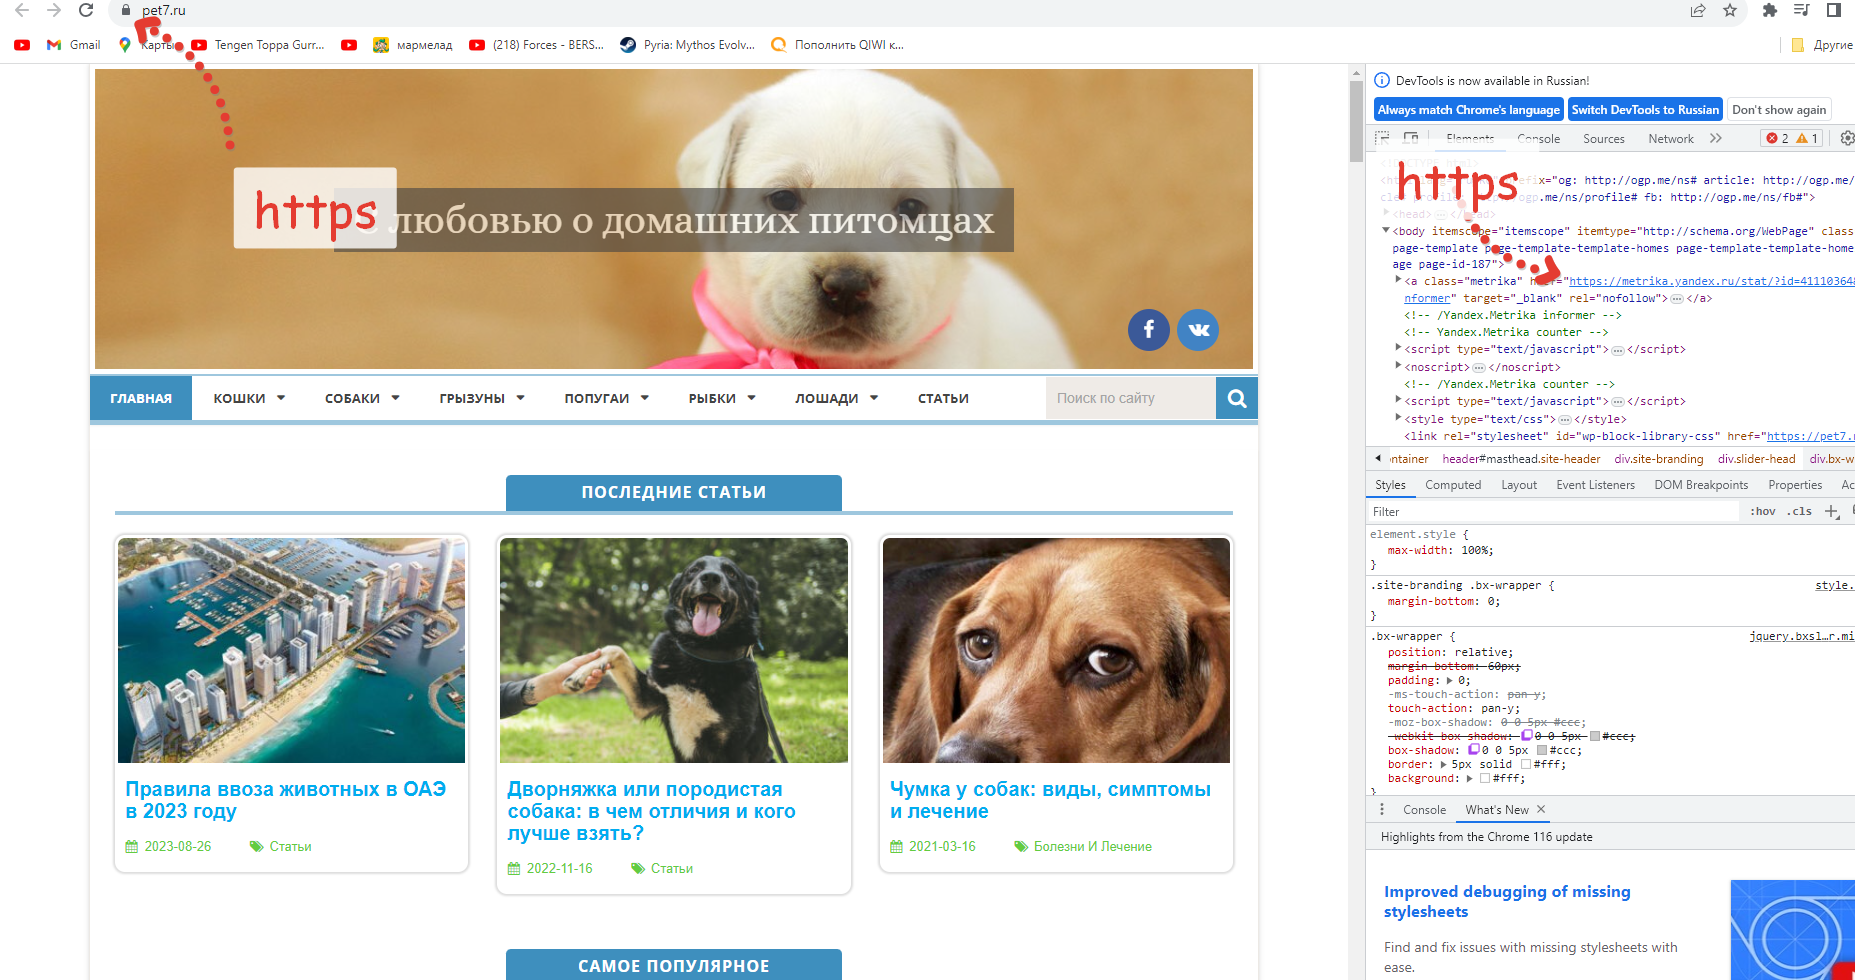 pet7.ru
Gmail
Карты
Tengen Toppa Gurr...
мармелад
(218) Forces - BERS...
Pyria: Mythos Evolv...
Пополнить QIWI к...
Другие
https
любовью о домашних питомцах
ГЛАВНАЯ
КОШКИ
СОБАКИ
ГРЫЗУНЫ
ПОПУГАИ
РЫБКИ
ЛОШАДИ
СТАТЬИ
Поиск по сайту
ПОСЛЕДНИЕ СТАТЬИ
Правила ввоза животных в ОАЭ
в 2023 году
2023-08-26 Статьи
Дворняжка или породистая
собака: в чем отличия и кого
лучше взять?
2022-11-16 Статьи
Чумка у собак: виды, симптомы
и лечение
2021-03-16 Болезни И Лечение
САМОЕ ПОПУЛЯРНОЕ
DevTools is now available in Russian!
Always match Chrome's language
Switch DevTools to Russian
Don't show again
Elements Console Sources Network 2 1
https
efix="og: http://ogp.me/ns# article: http://ogp.me/
ogp.me/ns/profile# fb: http://ogp.me/ns/fb#">
<head>…</head>
<body itemscope="itemscope" itemtype="http://schema.org/WebPage" class
page-template page-template-template-homes page-template-template-home
age page-id-187">
<a class="metrika" href="https://metrika.yandex.ru/stat/?id=41110364&
nformer" target="_blank" rel="nofollow">…</a>
<!-- /Yandex.Metrika informer -->
<!-- Yandex.Metrika counter -->
<script type="text/javascript">…</script>
<noscript>…</noscript>
<!-- /Yandex.Metrika counter -->
<script type="text/javascript">…</script>
<style type="text/css">…</style>
<link rel="stylesheet" id="wp-block-library-css" href="https://pet7.r
ontainer header#masthead.site-header div.site-branding div.slider-head div.bx-w
Styles Computed Layout Event Listeners DOM Breakpoints Properties Ac
Filter :hov .cls
element.style {
max-width: 100%;
}
.site-branding .bx-wrapper { style.
margin-bottom: 0;
}
.bx-wrapper { jquery.bxsl…r.mi
position: relative;
margin-bottom: 60px;
padding: 0;
-ms-touch-action: pan-y;
touch-action: pan-y;
-moz-box-shadow: 0 0 5px #ccc;
-webkit-box-shadow: 0 0 5px #ccc;
box-shadow: 0 0 5px #ccc;
border: 5px solid #fff;
background: #fff;
}
Console What's New
Highlights from the Chrome 116 update
Improved debugging of missing
stylesheets
Find and fix issues with missing stylesheets with
ease.